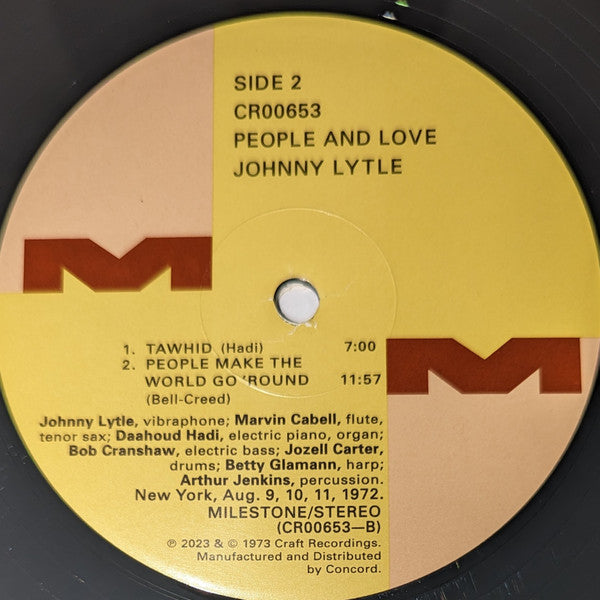 SIDE 2
CR00653
PEOPLE AND LOVE
JOHNNY LYTLE
M
M
1. TAWHID (Hadi) 7:00
2. PEOPLE MAKE THE
WORLD GO 'ROUND 11:57
(Bell-Creed)
Johnny Lytle, vibraphone; Marvin Cabell, flute,
tenor sax; Daahoud Hadi, electric piano, organ;
Bob Cranshaw, electric bass; Jozell Carter,
drums; Betty Glamann, harp;
Arthur Jenkins, percussion.
New York, Aug. 9, 10, 11, 1972.
MILESTONE/STEREO
(CR00653—B)
℗ 2023 & © 1973 Craft Recordings.
Manufactured and Distributed
by Concord.